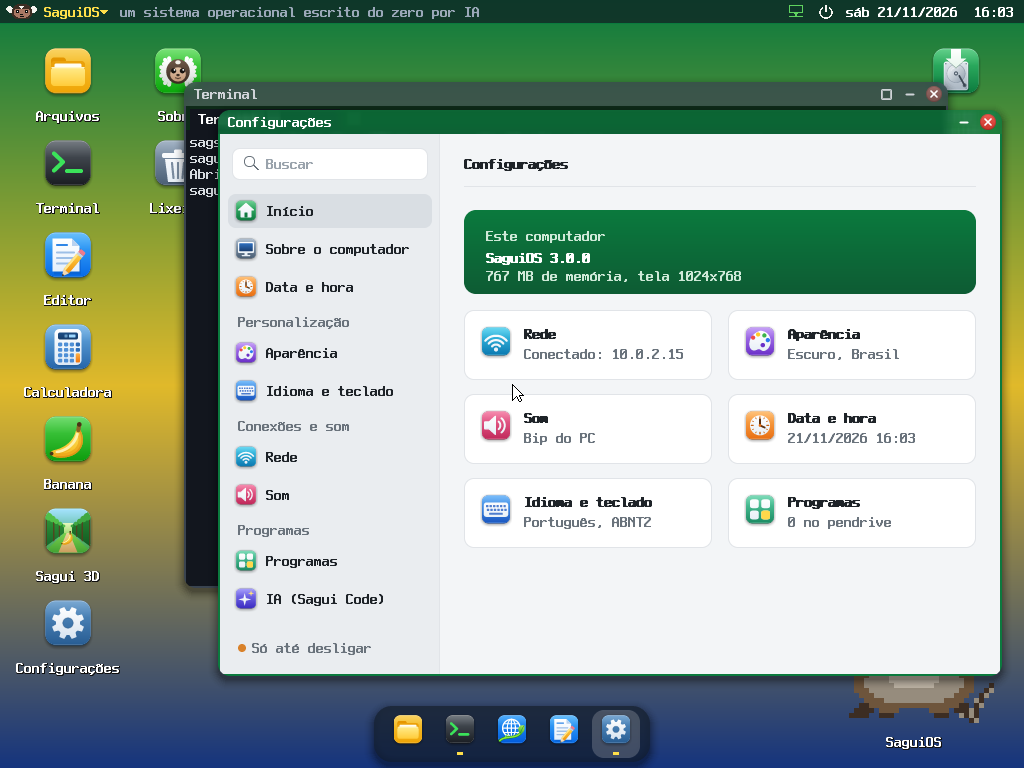 SaguiOS um sistema operacional escrito do zero por IA
sáb 21/11/2026 16:03
Arquivos
Terminal
Editor
Calculadora
Banana
Sagui 3D
Configurações
Terminal
Configurações
Buscar
Início
Sobre o computador
Data e hora
Personalização
Aparência
Idioma e teclado
Conexões e som
Rede
Som
Programas
Programas
IA (Sagui Code)
Só até desligar
Configurações
Este computador
SaguiOS 3.0.0
767 MB de memória, tela 1024x768
Rede
Conectado: 10.0.2.15
Aparência
Escuro, Brasil
Som
Bip do PC
Data e hora
21/11/2026 16:03
Idioma e teclado
Português, ABNT2
Programas
0 no pendrive
SaguiOS